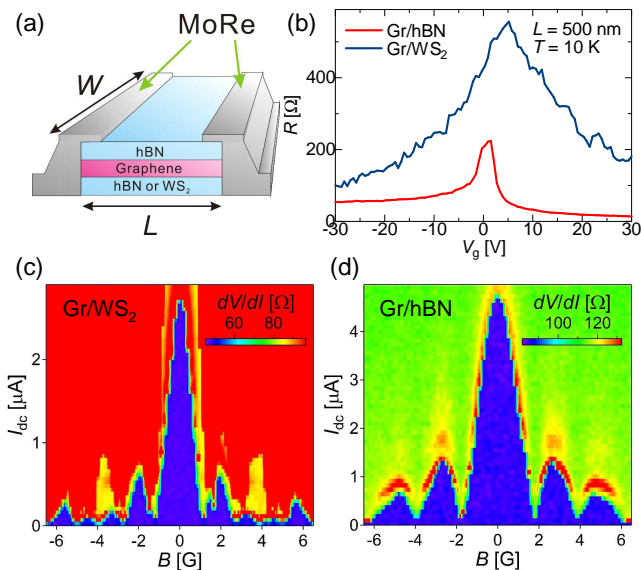 (a)
MoRe
W
hBN
Graphene
hBN or WS₂
L
(b)
Gr/hBN
Gr/WS₂
L = 500 nm
T = 10 K
R [Ω]
400
200
0
-30 -20 -10 0 10 20 30
Vg [V]
(c)
Gr/WS₂
dV/dI [Ω]
60 80
Idc [µA]
2
1
0
-6 -4 -2 0 2 4 6
B [G]
(d)
Gr/hBN
dV/dI [Ω]
100 120
Idc [µA]
4
3
2
1
0
-6 -4 -2 0 2 4 6
B [G]